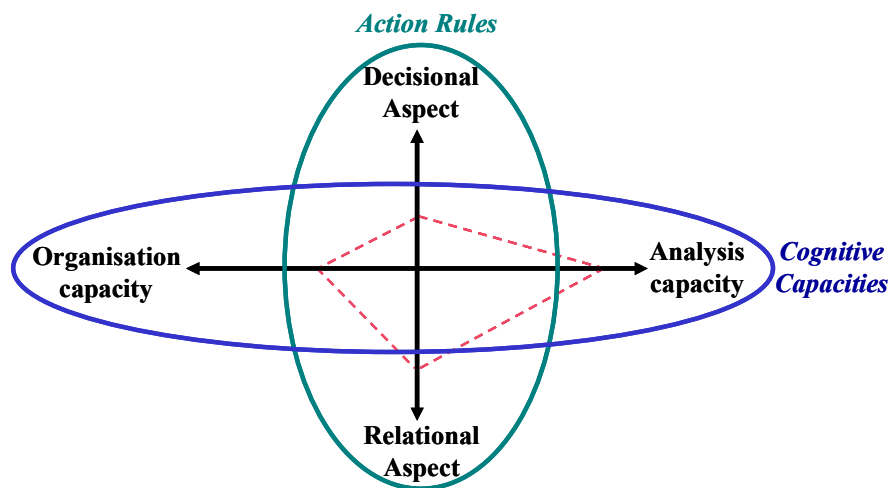 Action Rules
Decisional
Aspect
Organisation
capacity
Analysis
capacity
Cognitive
Capacities
Relational
Aspect